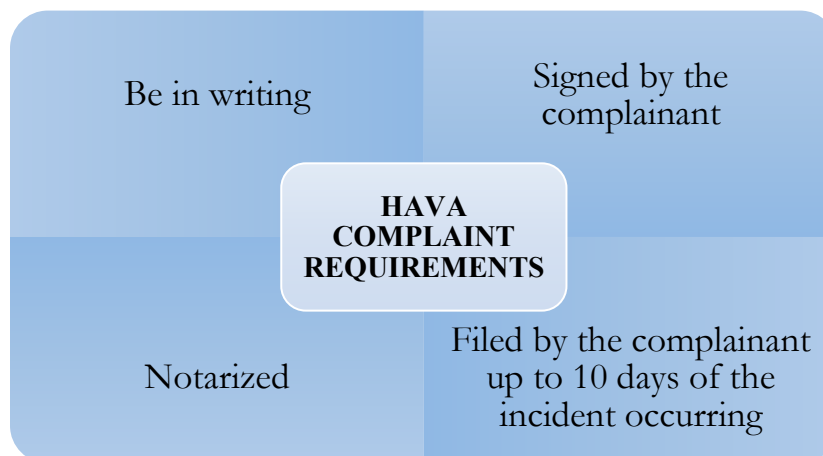 Be in writing
Signed by the
complainant
HAVA
COMPLAINT
REQUIREMENTS
Notarized
Filed by the complainant
up to 10 days of the
incident occurring